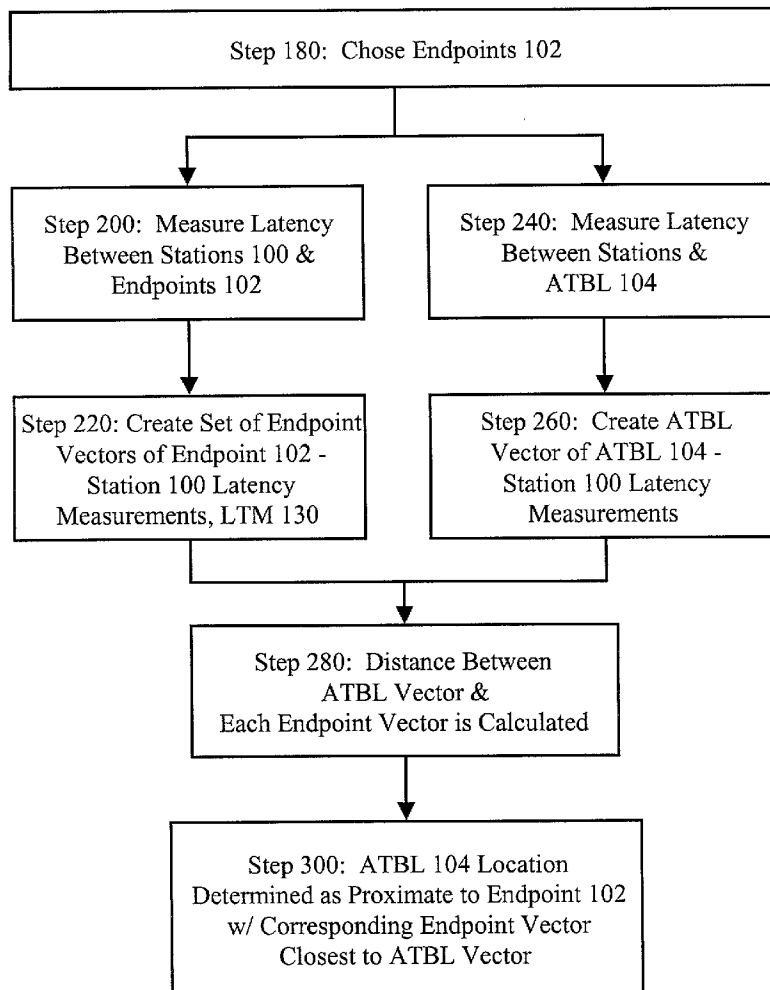 Step 180: Chose Endpoints 102
Step 200: Measure Latency
Between Stations 100 &
Endpoints 102
Step 240: Measure Latency
Between Stations &
ATBL 104
Step 220: Create Set of Endpoint
Vectors of Endpoint 102 -
Station 100 Latency
Measurements, LTM 130
Step 260: Create ATBL
Vector of ATBL 104 -
Station 100 Latency
Measurements
Step 280: Distance Between
ATBL Vector &
Each Endpoint Vector is Calculated
Step 300: ATBL 104 Location
Determined as Proximate to Endpoint 102
w/ Corresponding Endpoint Vector
Closest to ATBL Vector